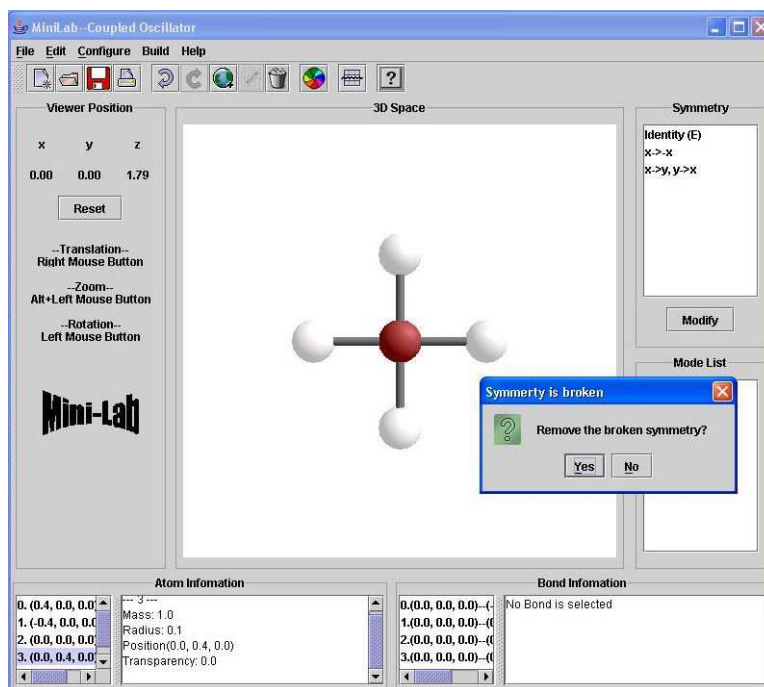 MiniLab--Coupled Oscillator
File Edit Configure Build Help
Viewer Position
x y z
0.00 0.00 1.79
Reset
--Translation--
Right Mouse Button
--Zoom--
Alt+Left Mouse Button
--Rotation--
Left Mouse Button
Mini-Lab
3D Space
Symmetry
Identity (E)
x->-x
x->y, y->x
Modify
Mode List
Symmerty is broken
Remove the broken symmetry?
Yes No
Atom Infomation
0. (0.4, 0.0, 0.0)
1. (-0.4, 0.0, 0.0
2. (0.0, 0.0, 0.0)
3. (0.0, 0.4, 0.0)
--- 3 ---
Mass: 1.0
Radius: 0.1
Position(0.0, 0.4, 0.0)
Transparency: 0.0
Bond Infomation
0.(0.0, 0.0, 0.0)--(-
1.(0.0, 0.0, 0.0)--(0
2.(0.0, 0.0, 0.0)--(0
3.(0.0, 0.0, 0.0)--(0
No Bond is selected